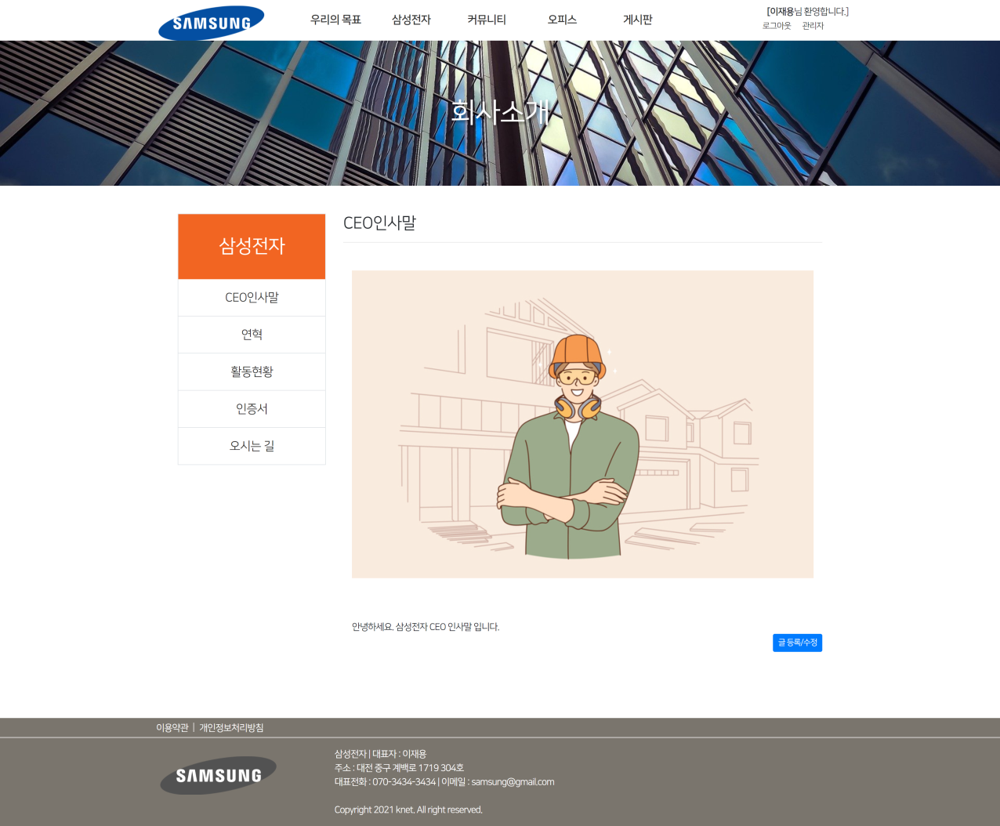 SAMSUNG
우리의 목표
삼성전자
커뮤니티
오피스
게시판
[이재용님 환영합니다.]
로그아웃 관리자
회사소개
삼성전자
CEO인사말
연혁
활동현황
인증서
오시는 길
CEO인사말
안녕하세요. 삼성전자 CEO 인사말 입니다.
글 등록/수정
이용약관 | 개인정보처리방침
SAMSUNG
삼성전자 | 대표자 : 이재용
주소 : 대전 중구 계백로 1719 304호
대표전화 : 070-3434-3434 | 이메일 : samsung@gmail.com
Copyright 2021 knet. All right reserved.